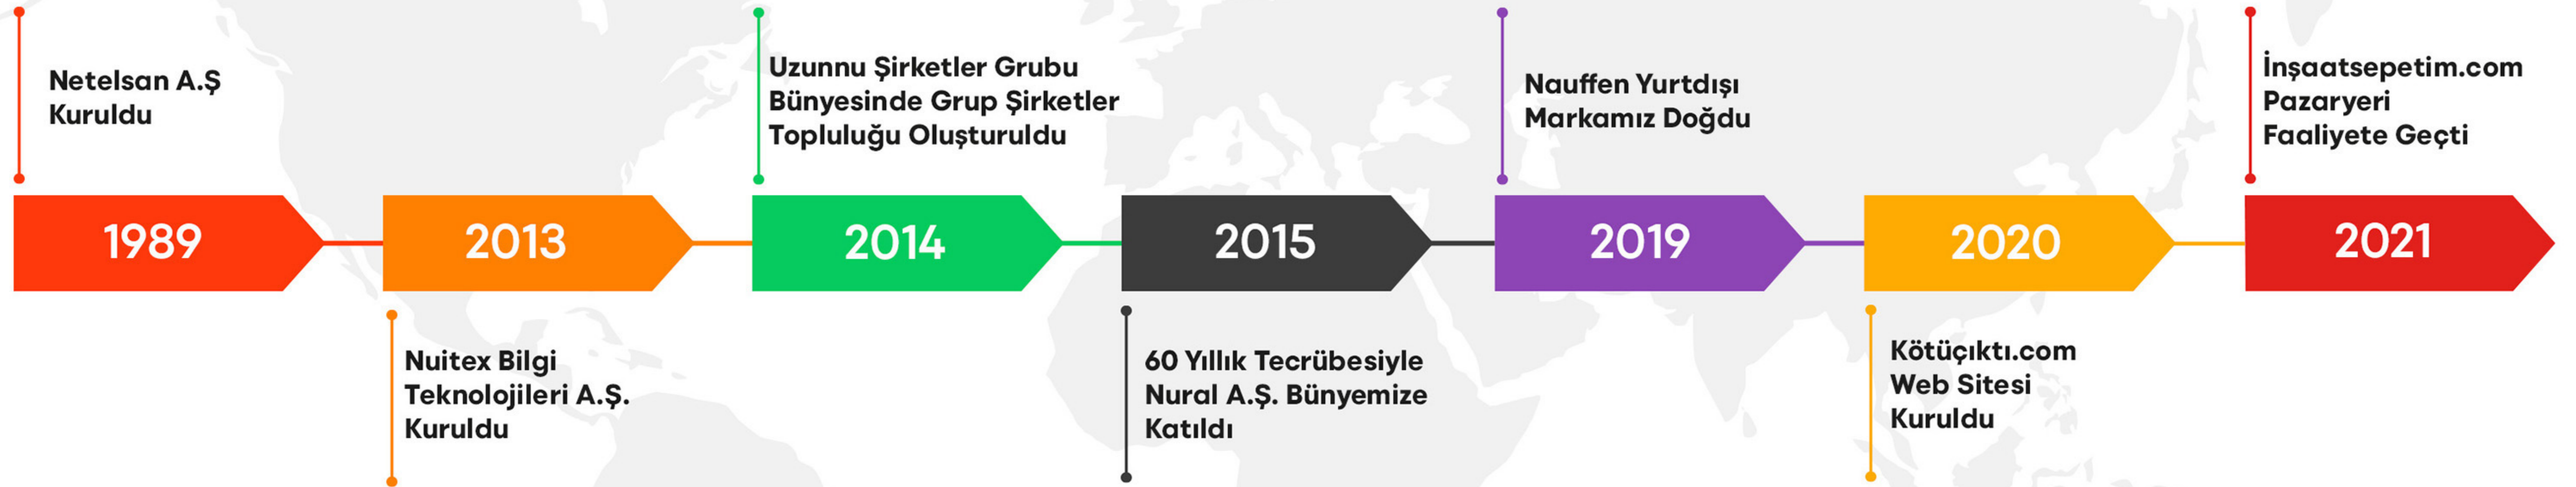 Netelsan A.Ş
Kuruldu
1989
2013
Nuitex Bilgi
Teknolojileri A.Ş.
Kuruldu
Uzunnu Şirketler Grubu
Bünyesinde Grup Şirketler
Topluluğu Oluşturuldu
2014
2015
60 Yıllık Tecrübesiyle
Nural A.Ş. Bünyemize
Katıldı
Nauffen Yurtdışı
Markamız Doğdu
2019
2020
Kötüçıktı.com
Web Sitesi
Kuruldu
İnşaatsepetim.com
Pazaryeri
Faaliyete Geçti
2021